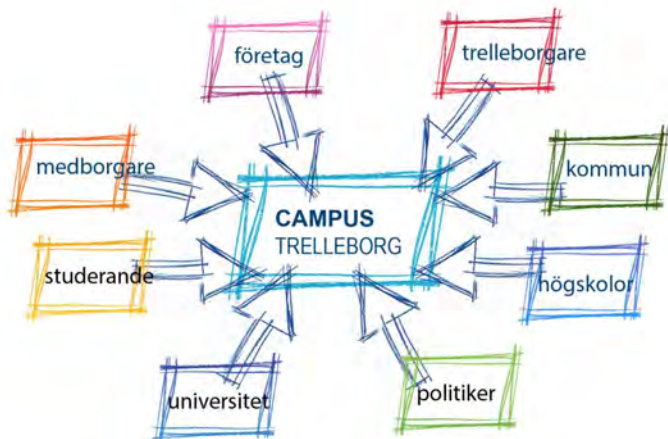 företag
trelleborgare
medborgare
kommun
CAMPUS
TRELLEBORG
studerande
högskolor
universitet
politiker